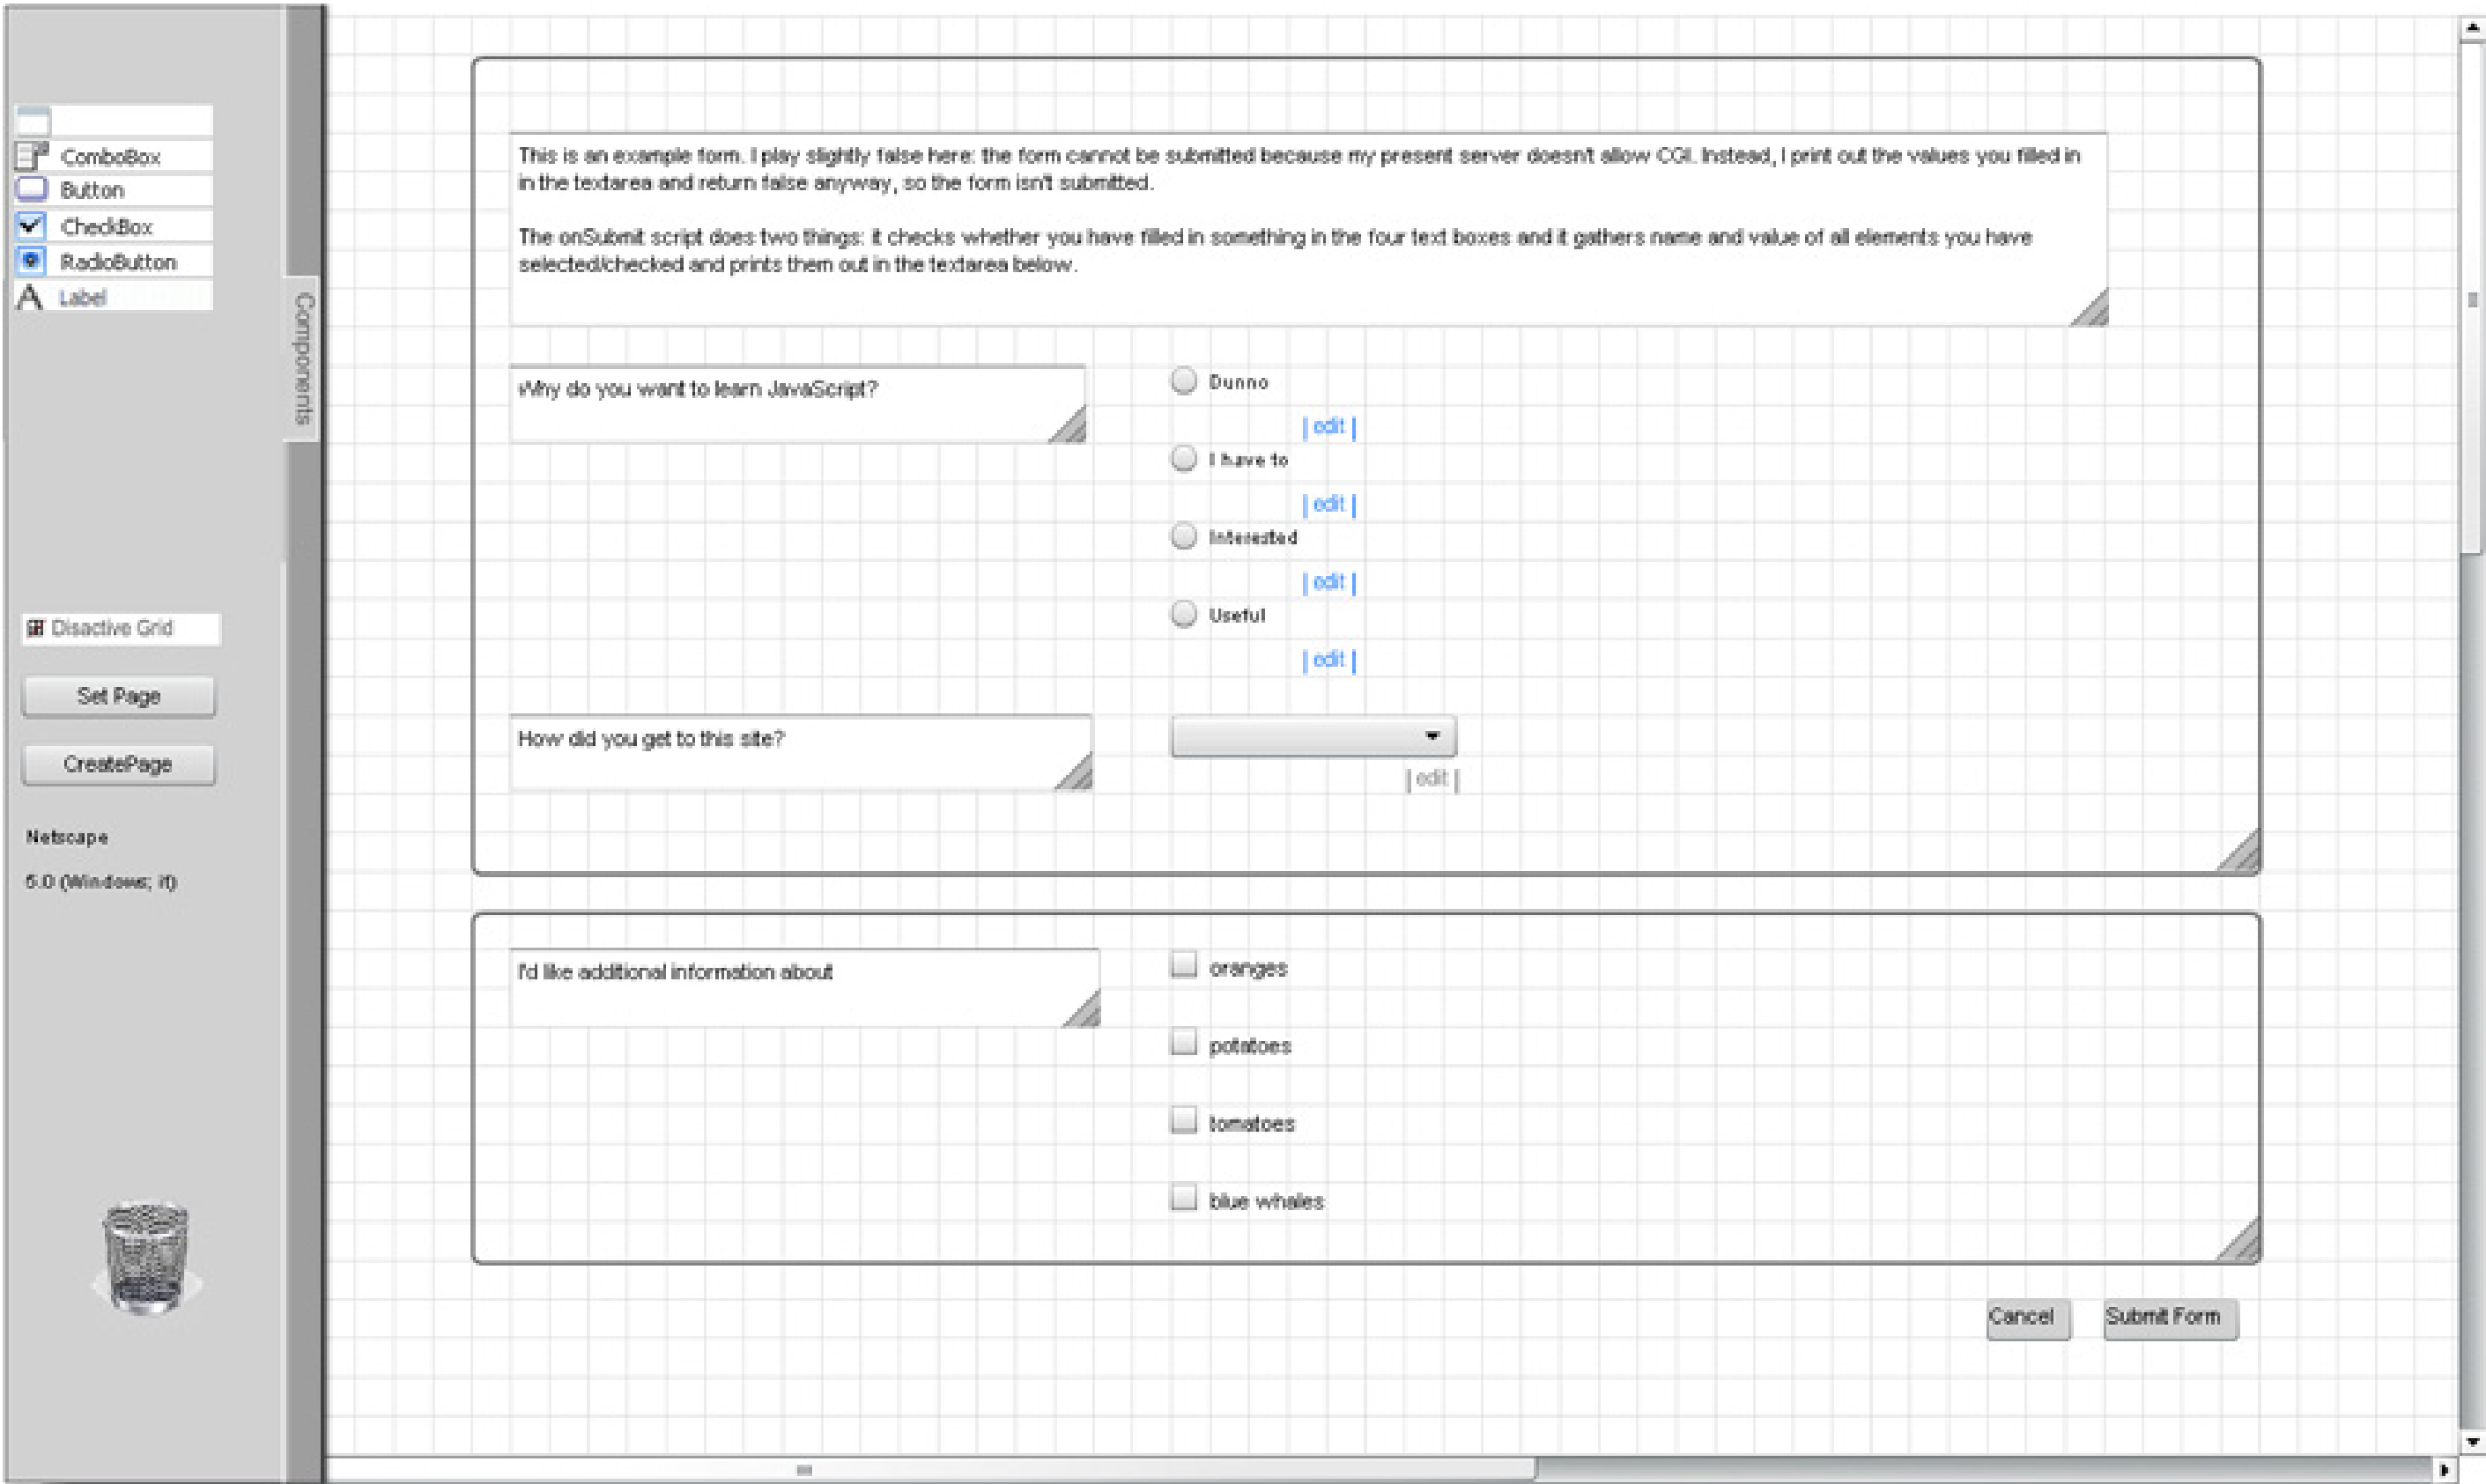 ComboBox
Button
CheckBox
RadioButton
Label
Components
Disactive Grid
Set Page
CreatePage
Netscape
5.0 (Windows; it)
This is an example form. I play slightly false here: the form cannot be submitted because my present server doesn't allow CGI. Instead, I print out the values you filled in
in the textarea and return false anyway, so the form isn't submitted.
The onSubmit script does two things: it checks whether you have filled in something in the four text boxes and it gathers name and value of all elements you have
selected/checked and prints them out in the textarea below.
Why do you want to learn JavaScript?
Dunno
| edit |
I have to
| edit |
Interested
| edit |
Useful
| edit |
How did you get to this site?
| edit |
I'd like additional information about
oranges
potatoes
tomatoes
blue whales
Cancel
Submit Form